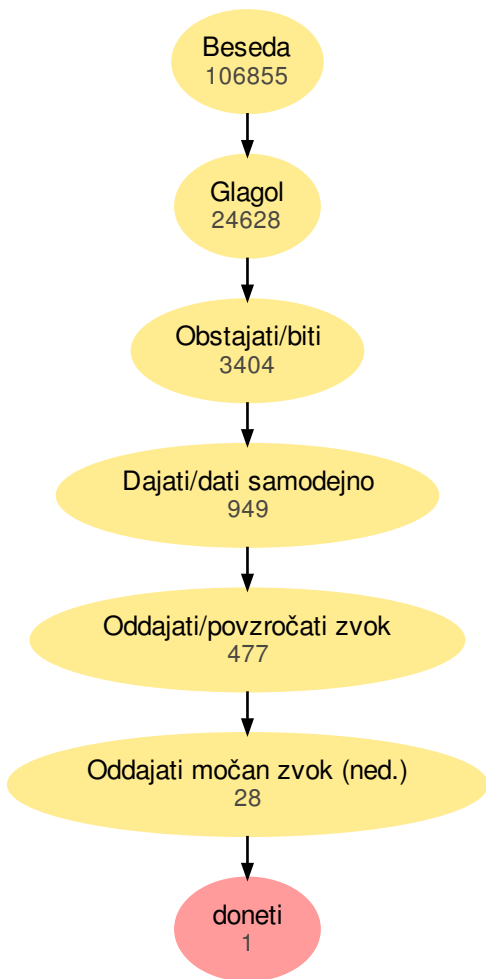 Beseda
106855
Glagol
24628
Obstajati/biti
3404
Dajati/dati samodejno
949
Oddajati/povzročati zvok
477
Oddajati močan zvok (ned.)
28
doneti
1